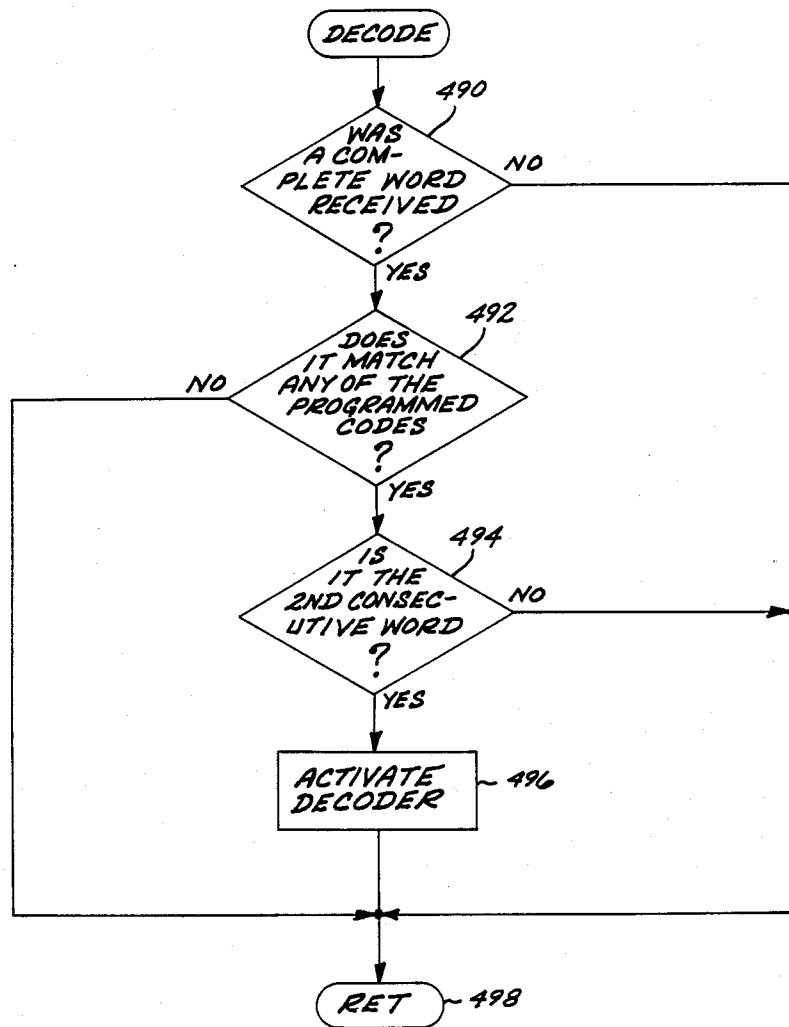 DECODE
490
WAS
A COM-
PLETE WORD
RECEIVED
?
NO
YES
492
DOES
IT MATCH
ANY OF THE
PROGRAMMED
CODES
?
NO
YES
494
IS
IT THE
2ND CONSEC-
UTIVE WORD
?
NO
YES
ACTIVATE
DECODER
496
RET
498